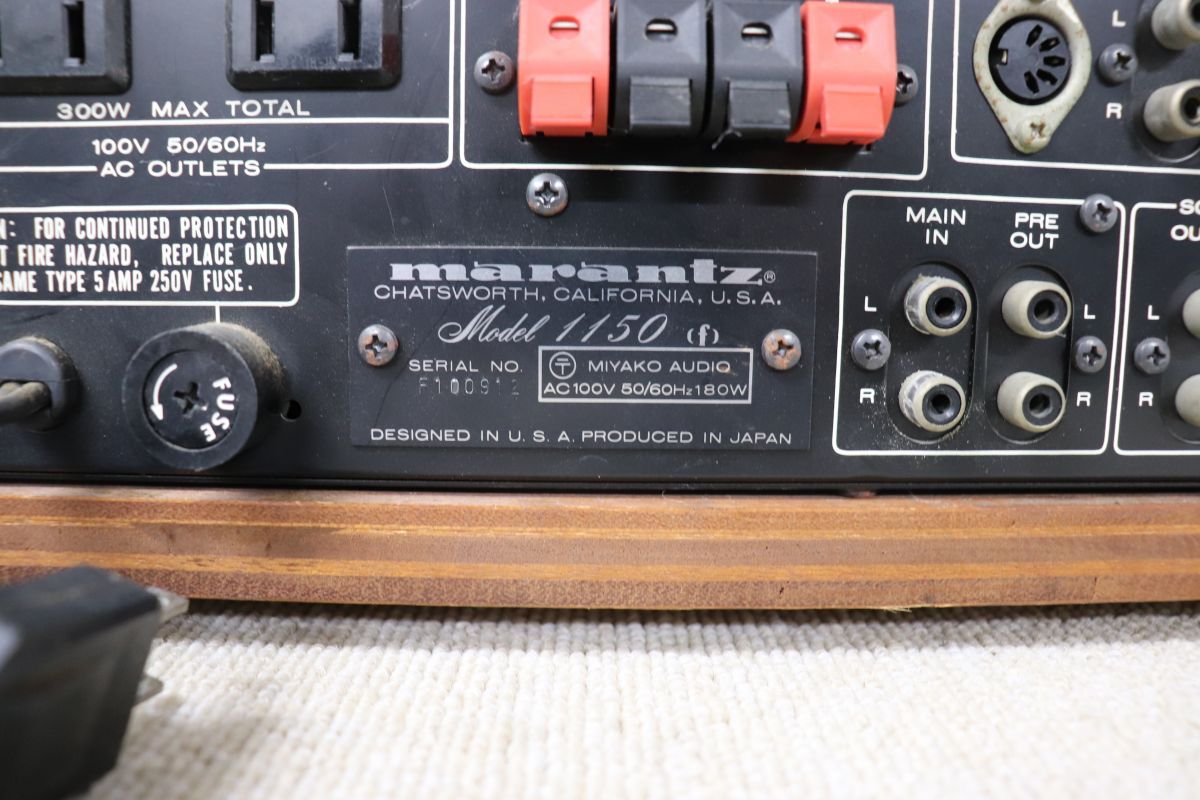 300W MAX TOTAL
100V 50/60Hz
AC OUTLETS
: FOR CONTINUED PROTECTION
FIRE HAZARD, REPLACE ONLY
SAME TYPE 5 AMP 250V FUSE.
FUSE
marantz®
CHATSWORTH, CALIFORNIA, U.S.A.
Model 1150 (f)
SERIAL NO.
F100912
〒 MIYAKO AUDIO
AC100V 50/60Hz 180W
DESIGNED IN U.S.A. PRODUCED IN JAPAN
L
R
MAIN
IN
PRE
OUT
L
L
R
R
L
R